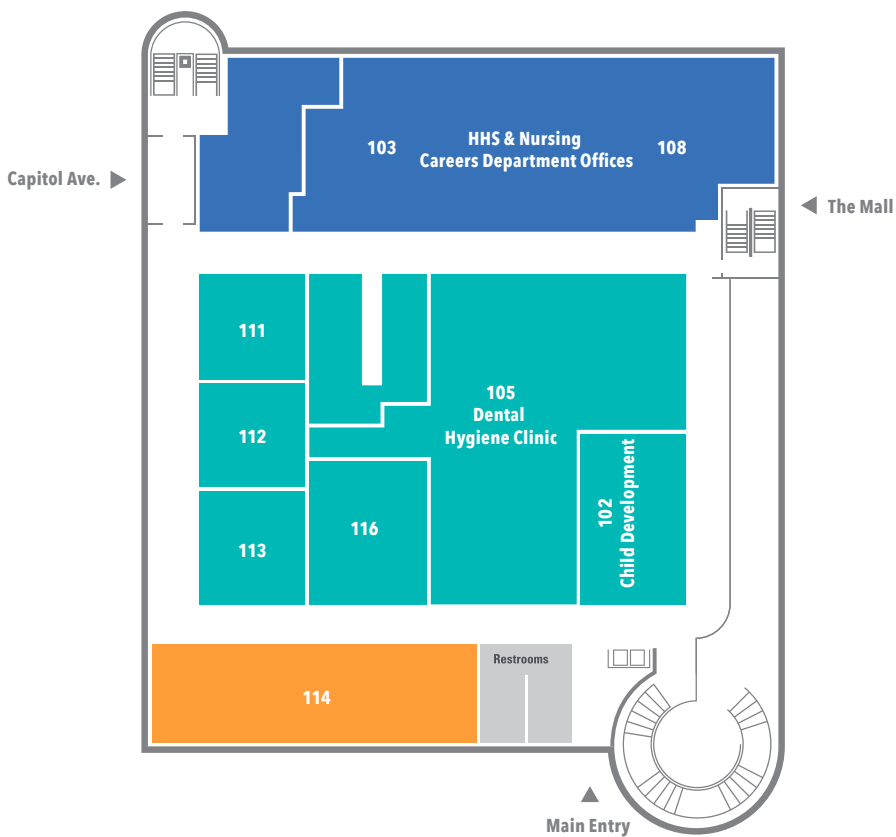 103
HHS & Nursing
Careers Department Offices
108
Capitol Ave.
The Mall
111
105
Dental
Hygiene Clinic
112
102
Child Development
116
113
Restrooms
114
Main Entry